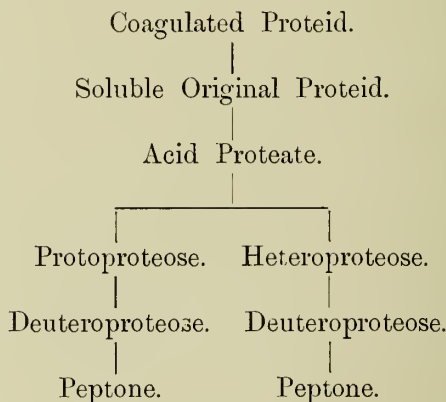 Coagulated Proteid.
Soluble Original Proteid.
Acid Proteate.
Protoproteose. Heteroproteose.
Deuteroproteose. Deuteroproteose.
Peptone. Peptone.